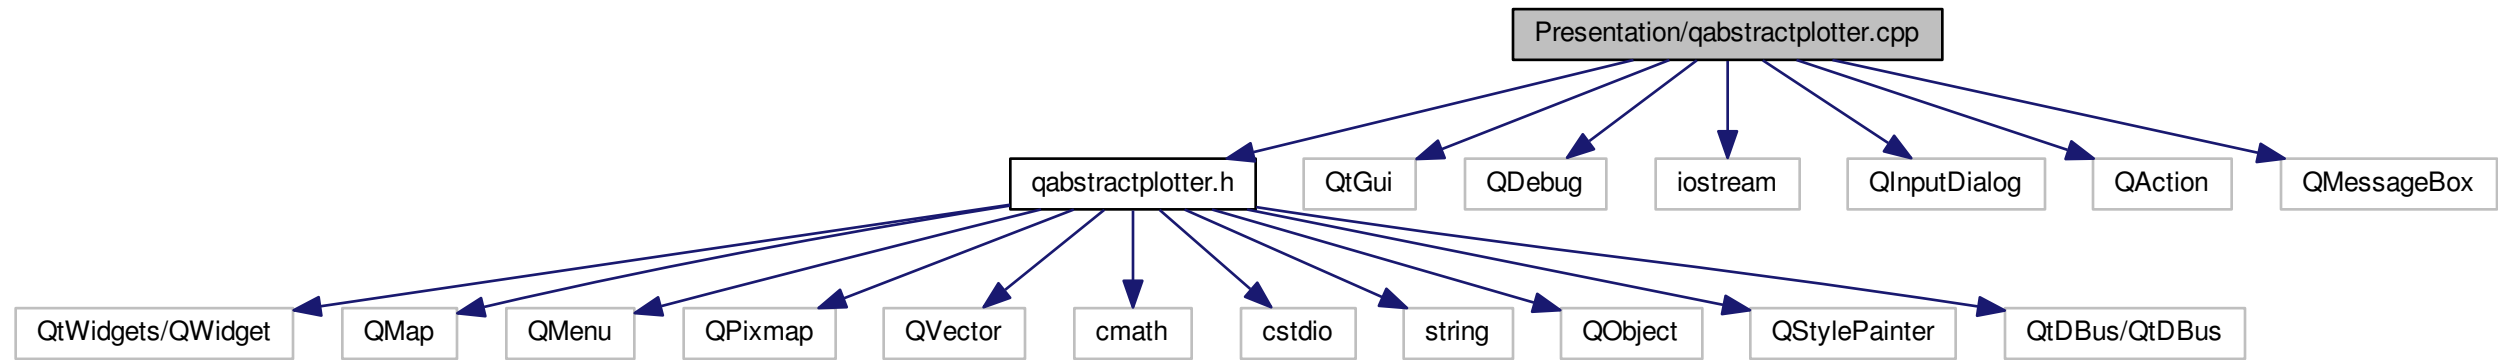 Presentation/qabstractplotter.cpp
qabstractplotter.h
QtGui
QDebug
iostream
QInputDialog
QAction
QMessageBox
QtWidgets/QWidget
QMap
QMenu
QPixmap
QVector
cmath
cstdio
string
QObject
QStylePainter
QtDBus/QtDBus